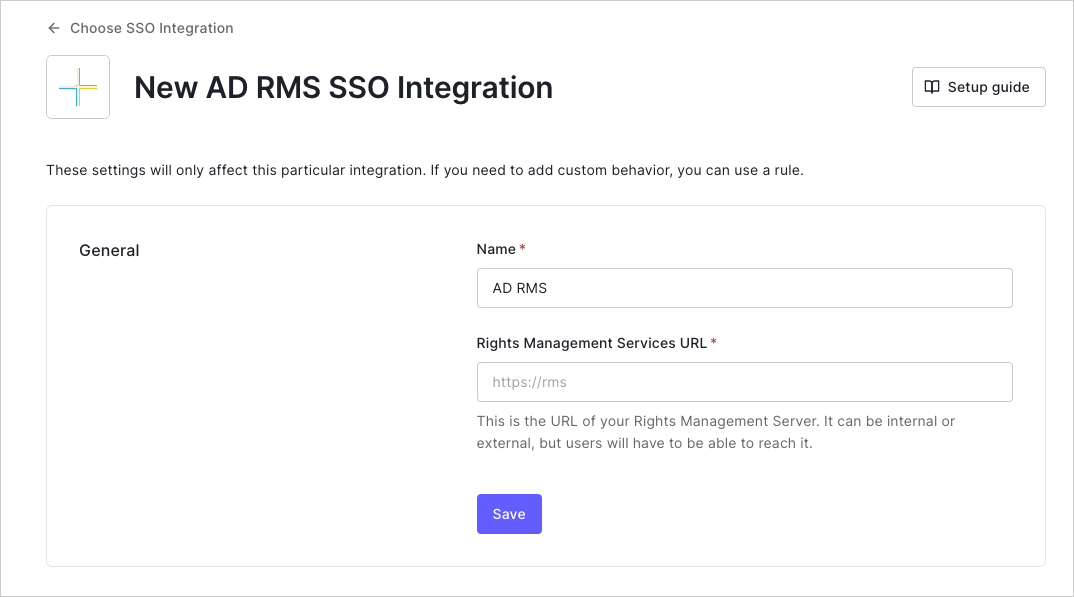 Choose SSO Integration
New AD RMS SSO Integration
Setup guide
These settings will only affect this particular integration. If you need to add custom behavior, you can use a rule.
General
Name *
AD RMS
Rights Management Services URL *
https://rms
This is the URL of your Rights Management Server. It can be internal or
external, but users will have to be able to reach it.
Save